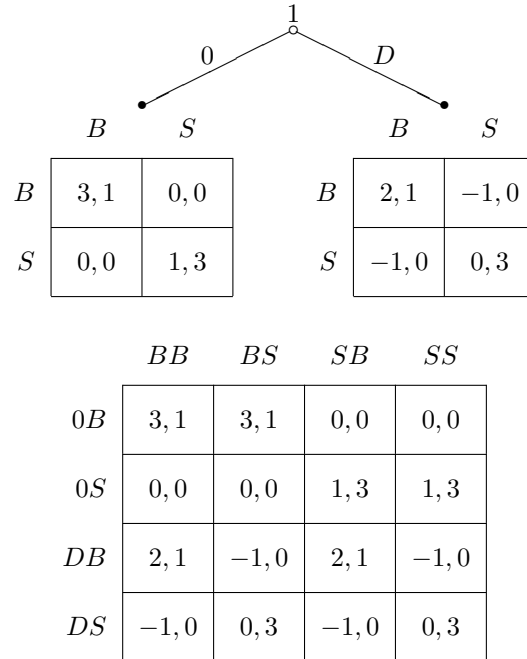 1
0 D
B S B S
B 3, 1 0, 0 B 2, 1 −1, 0
S 0, 0 1, 3 S −1, 0 0, 3
BB BS SB SS
0B 3, 1 3, 1 0, 0 0, 0
0S 0, 0 0, 0 1, 3 1, 3
DB 2, 1 −1, 0 2, 1 −1, 0
DS −1, 0 0, 3 −1, 0 0, 3